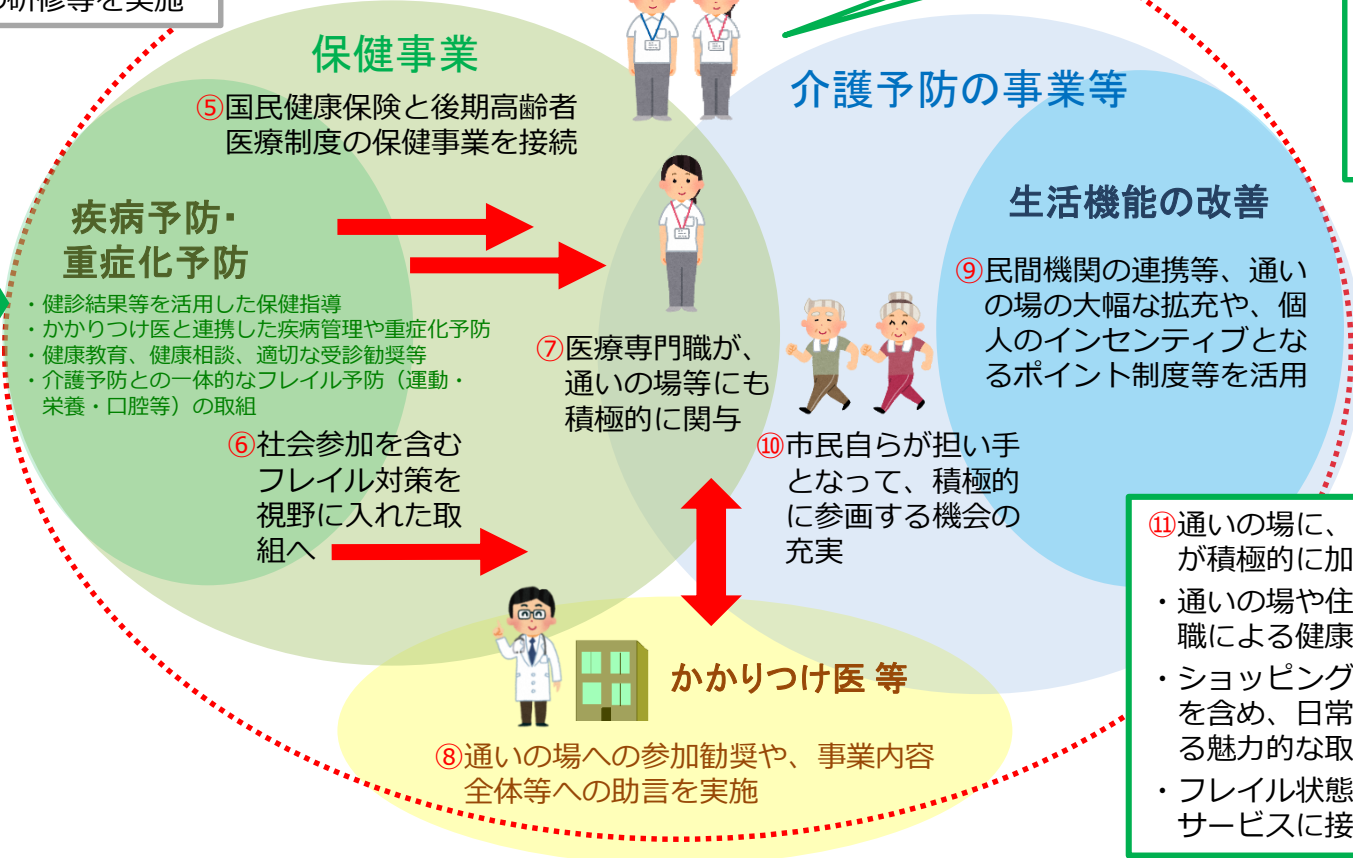 の研修等を実施
保健事業
介護予防の事業等
⑤国民健康保険と後期高齢者
医療制度の保健事業を接続
疾病予防・
重症化予防
・健診結果等を活用した保健指導
・かかりつけ医と連携した疾病管理や重症化予防
・健康教育、健康相談、適切な受診勧奨等
・介護予防との一体的なフレイル予防（運動・
栄養・口腔等）の取組
⑥社会参加を含む
フレイル対策を
視野に入れた取
組へ
⑦医療専門職が、
通いの場等にも
積極的に関与
生活機能の改善
⑨民間機関の連携等、通い
の場の大幅な拡充や、個
人のインセンティブとな
るポイント制度等を活用
⑩市民自らが担い手
となって、積極的
に参画する機会の
充実
かかりつけ医 等
⑧通いの場への参加勧奨や、事業内容
全体等への助言を実施
⑪通いの場に、
が積極的に加
・通いの場や住
職による健康
・ショッピング
を含め、日常
る魅力的な取
・フレイル状態
サービスに接